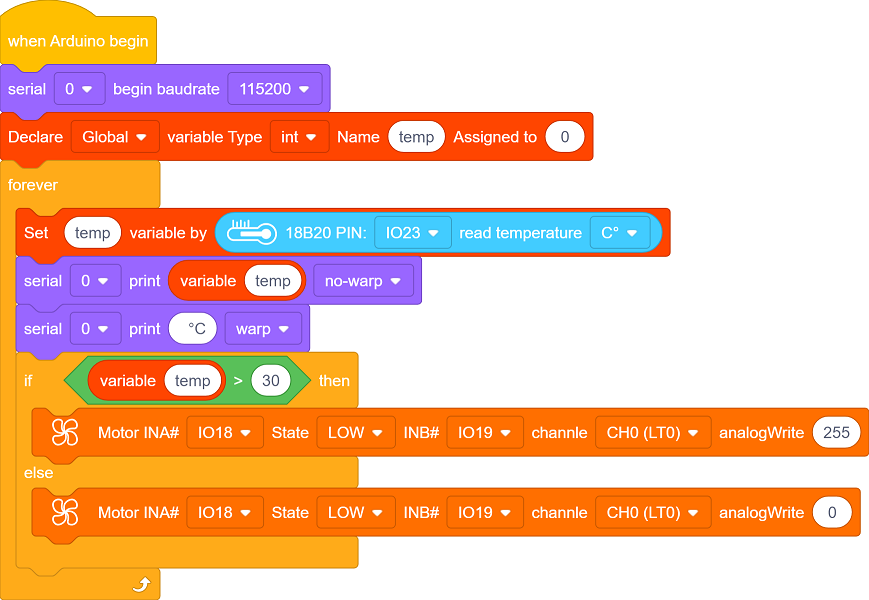 when Arduino begin
serial 0 begin baudrate 115200
Declare Global variable Type int Name temp Assigned to 0
forever
Set temp variable by 18B20 PIN: IO23 read temperature C°
serial 0 print variable temp no-warp
serial 0 print °C warp
if variable temp > 30 then
Motor INA# IO18 State LOW INB# IO19 channle CH0 (LT0) analogWrite 255
else
Motor INA# IO18 State LOW INB# IO19 channle CH0 (LT0) analogWrite 0